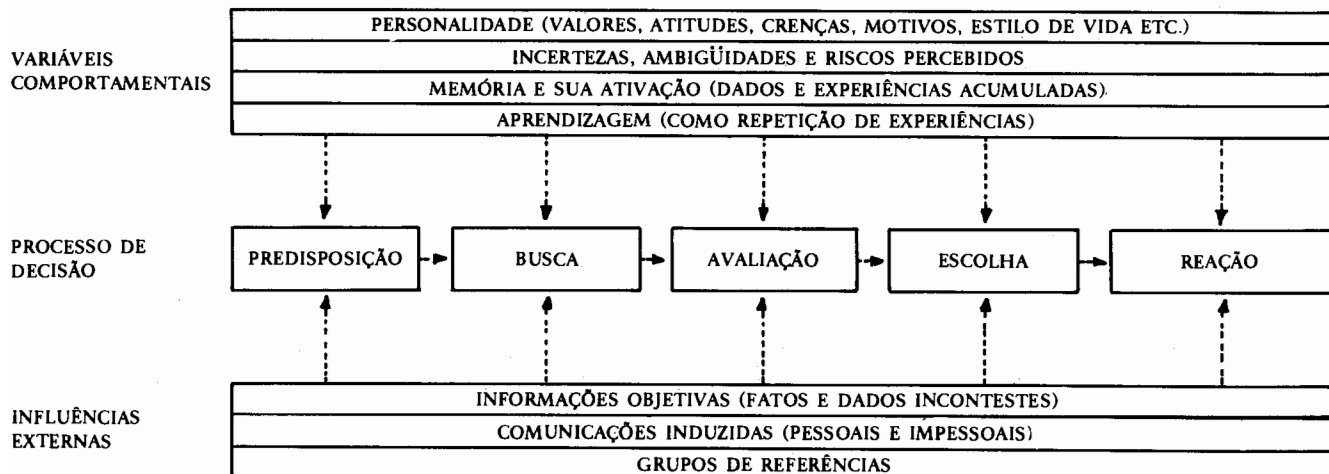 PERSONALIDADE (VALORES, ATITUDES, CRENÇAS, MOTIVOS, ESTILO DE VIDA ETC.)
VARIÁVEIS
COMPORTAMENTAIS
INCERTEZAS, AMBIGÜIDADES E RISCOS PERCEBIDOS
MEMÓRIA E SUA ATIVAÇÃO (DADOS E EXPERIÊNCIAS ACUMULADAS)
APRENDIZAGEM (COMO REPETIÇÃO DE EXPERIÊNCIAS)
PROCESSO DE
DECISÃO
PREDISPOSIÇÃO
BUSCA
AVALIAÇÃO
ESCOLHA
REAÇÃO
INFLUÊNCIAS
EXTERNAS
INFORMAÇÕES OBJETIVAS (FATOS E DADOS INCONTESTES)
COMUNICAÇÕES INDUZIDAS (PESSOAIS E IMPESSOAIS)
GRUPOS DE REFERÊNCIAS